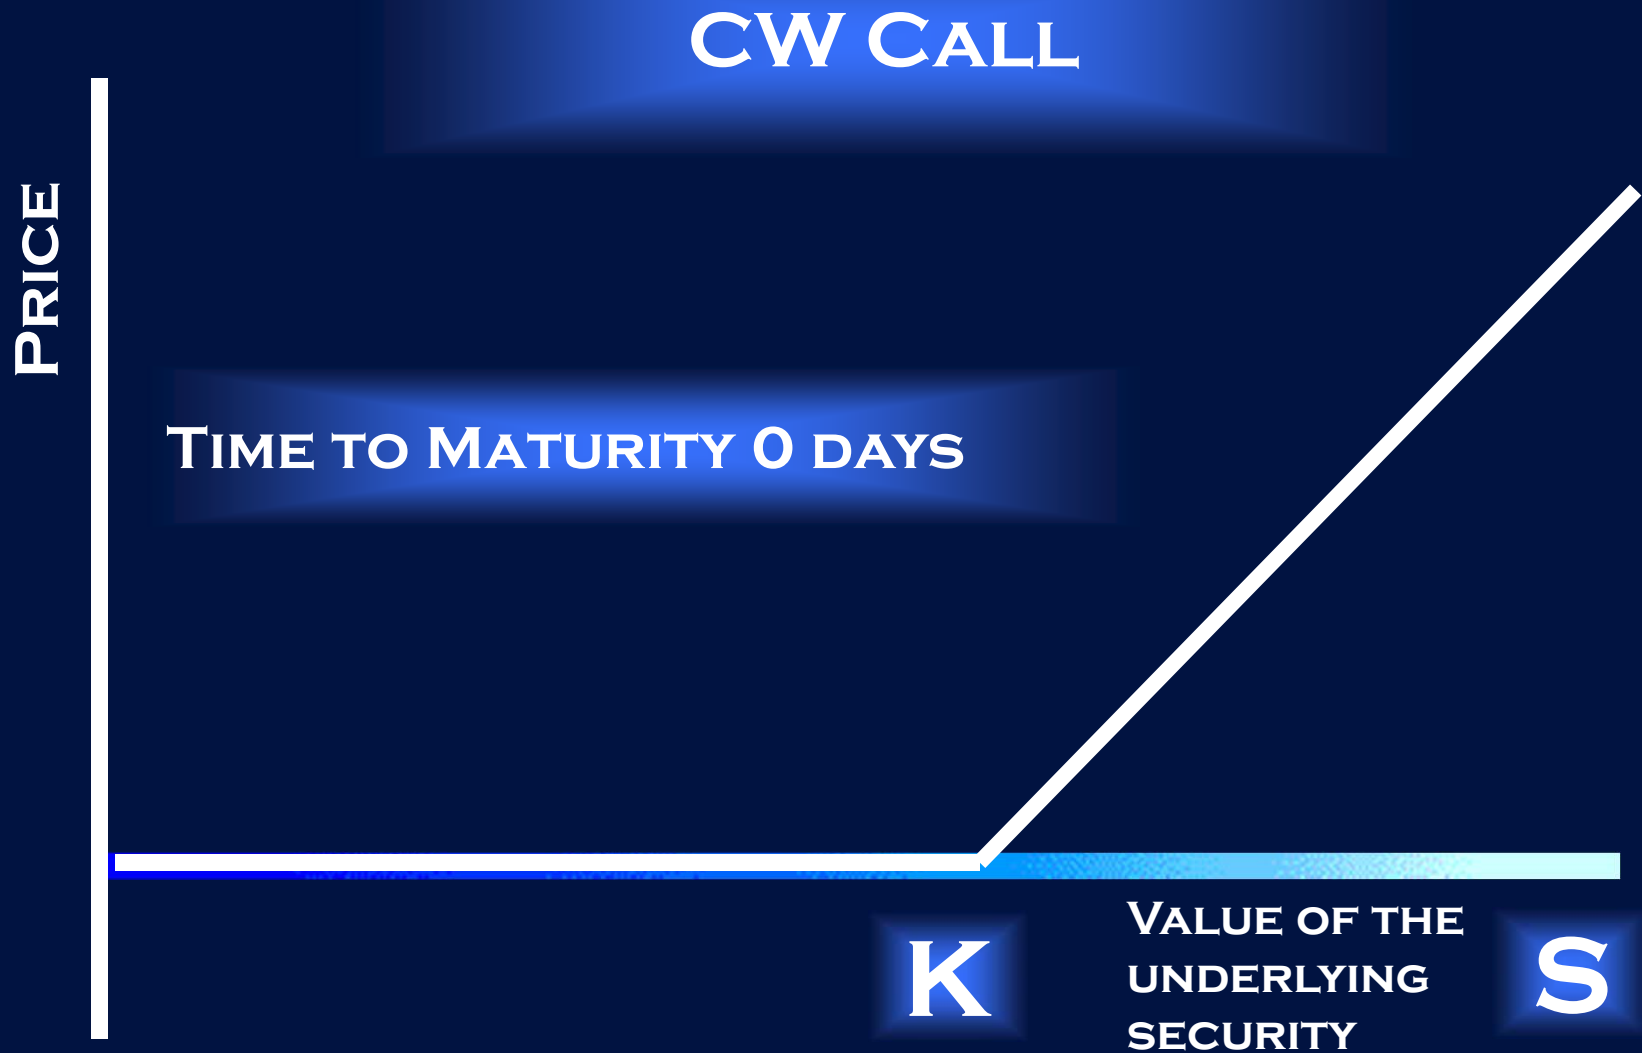 CW Call
Price
Time to Maturity 0 days
K
Value of the
underlying
security
S